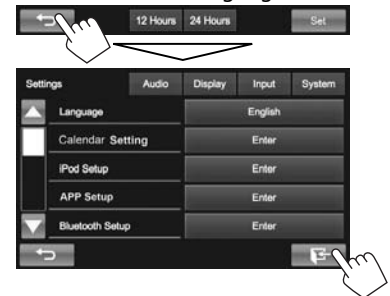 12 Hours 24 Hours Set
Settings Audio Display Input System
Language English
Calendar Setting Enter
iPod Setup Enter
APP Setup Enter
Bluetooth Setup Enter